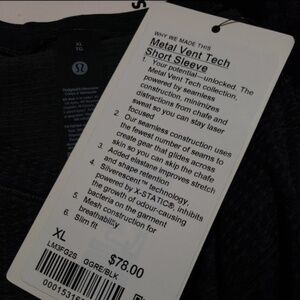 XL
TG
WHY WE MADE THIS
Metal Vent Tech
Short Sleeve
1. Your potential—unlocked. The
Metal Vent Tech collection,
powered by seamless
construction, minimizes
distractions from chafe and
sweat so you can stay laser
focused
2. Our seamless construction uses
the fewest number of seams to
create gear that glides across
skin so you can skip the chafe
3. Added elastane improves stretch
and shape retention
4. Silverescent® technology,
powered by X-STATIC®, inhibits
the growth of odour-causing
bacteria on the garment
5. Mesh construction for
breathability
6. Slim fit
XL
$78.00
LM3FG2S GGRE/BLK